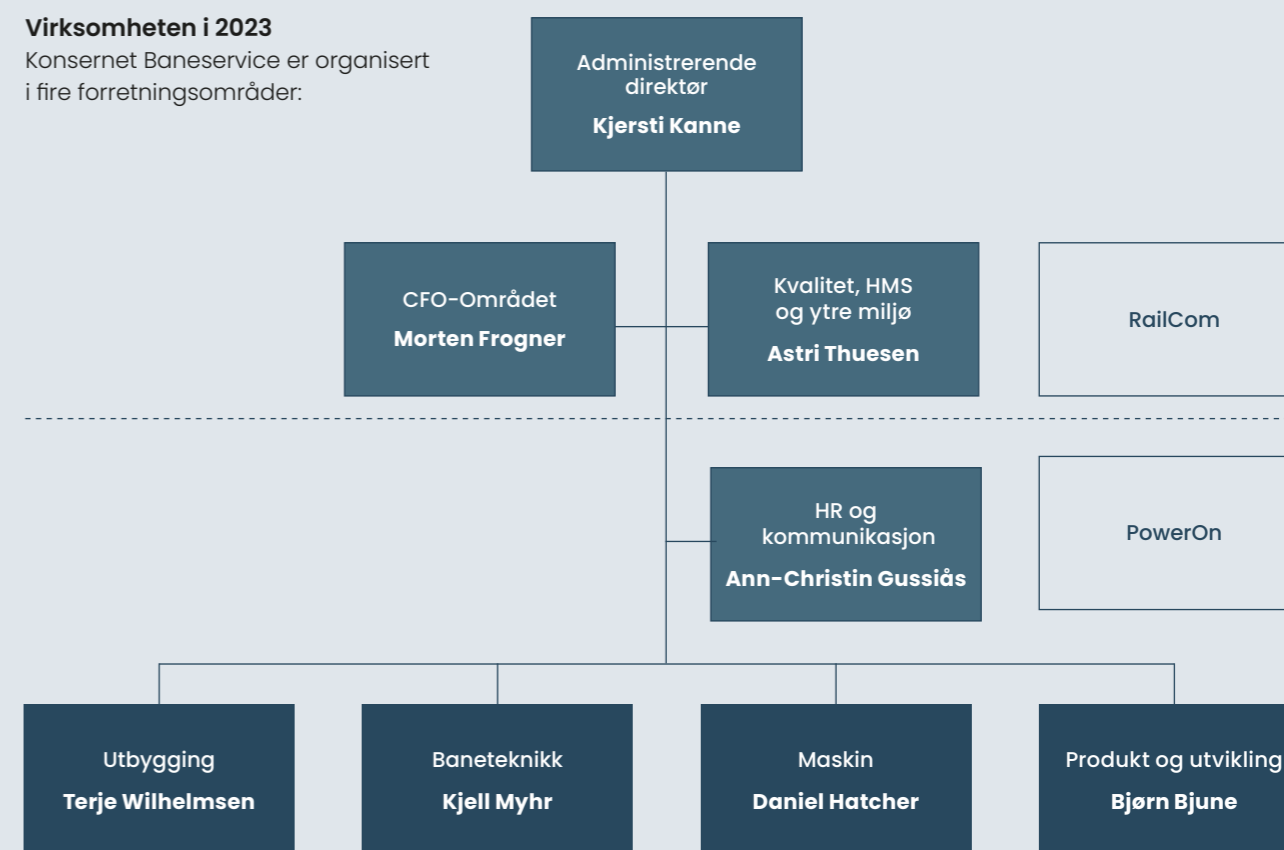 Virksomheten i 2023
Konsernet Baneservice er organisert
i fire forretningsområder:
Administrerende
direktør
Kjersti Kanne
CFO-Området
Morten Frogner
Kvalitet, HMS
og ytre miljø
Astri Thuesen
RailCom
HR og
kommunikasjon
Ann-Christin Gussiås
PowerOn
Utbygging
Terje Wilhelmsen
Baneteknikk
Kjell Myhr
Maskin
Daniel Hatcher
Produkt og utvikling
Bjørn Bjune